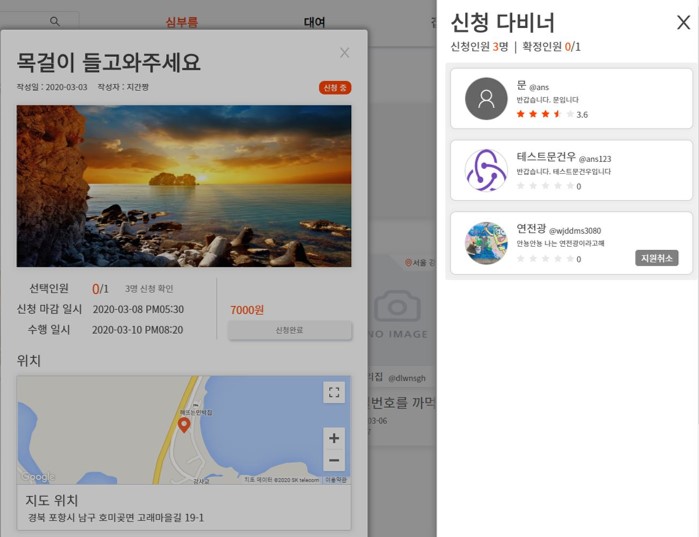 심부름
대여
목걸이 들고와주세요
작성일 : 2020-03-03 작성자 : 지간짱
신청 중
선택인원 0/1 3명 신청 확인
신청 마감 일시 2020-03-08 PM05:30
수행 일시 2020-03-10 PM08:20
7000원
신청완료
위치
해뜨는민박집
Google
지도 데이터 ©2020 SK telecom 이용약관
지도 위치
경북 포항시 남구 호미곶면 고래마을길 19-1
서울
NO IMAGE
@dlwnsgh
번호를 까먹
03-06
신청 다비너
신청인원 3명 | 확정인원 0/1
문 @ans
반갑습니다. 문입니다
3.6
테스트문건우 @ans123
반갑습니다. 테스트문건우입니다
0
연전광 @wjddms3080
안뇽안뇽 나는 연전광이라고해
0
지원취소